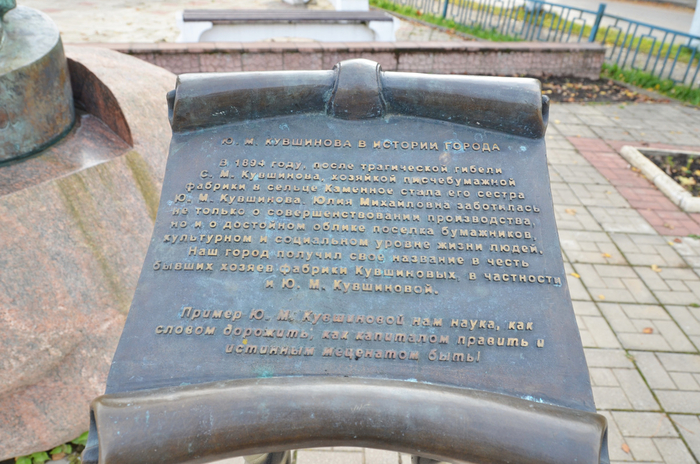 Ю. М. КУВШИНОВА В ИСТОРИИ ГОРОДА
В 1894 году, после трагической гибели
С. М. Кувшинова, хозяйкой писчебумажной
фабрики в сельце Каменное стала его сестра
Ю. М. Кувшинова. Юлия Михайловна заботилась
не только о совершенствовании производства,
но и о достойном облике поселка бумажников,
культурном и социальном уровне жизни людей.
Наш город получил своё название в честь
бывших хозяев фабрики Кувшиновых, в частности
и Ю. М. Кувшиновой.
Пример Ю. М. Кувшиновой нам наука, как
словом дорожить, как капиталом править и
истинным меценатом быть!